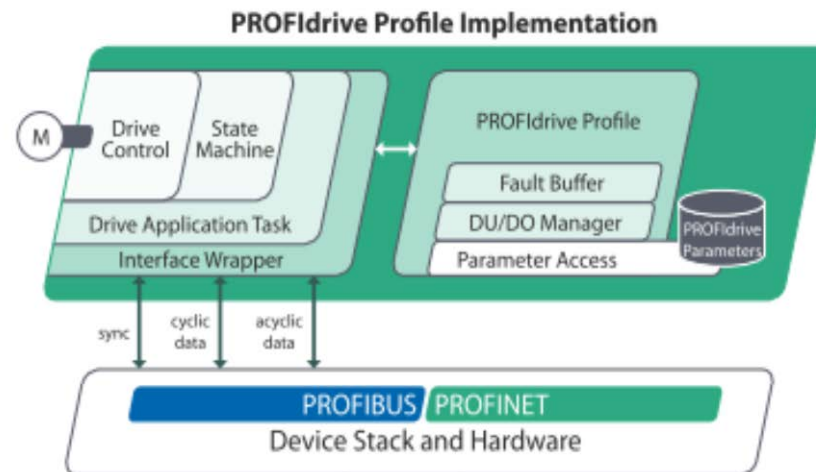 PROFIdrive Profile Implementation
M
Drive
Control
State
Machine
Drive Application Task
Interface Wrapper
PROFIdrive Profile
Fault Buffer
DU/DO Manager
Parameter Access
PROFIdrive
Parameters
sync
cyclic
data
acyclic
data
PROFIBUS
PROFINET
Device Stack and Hardware